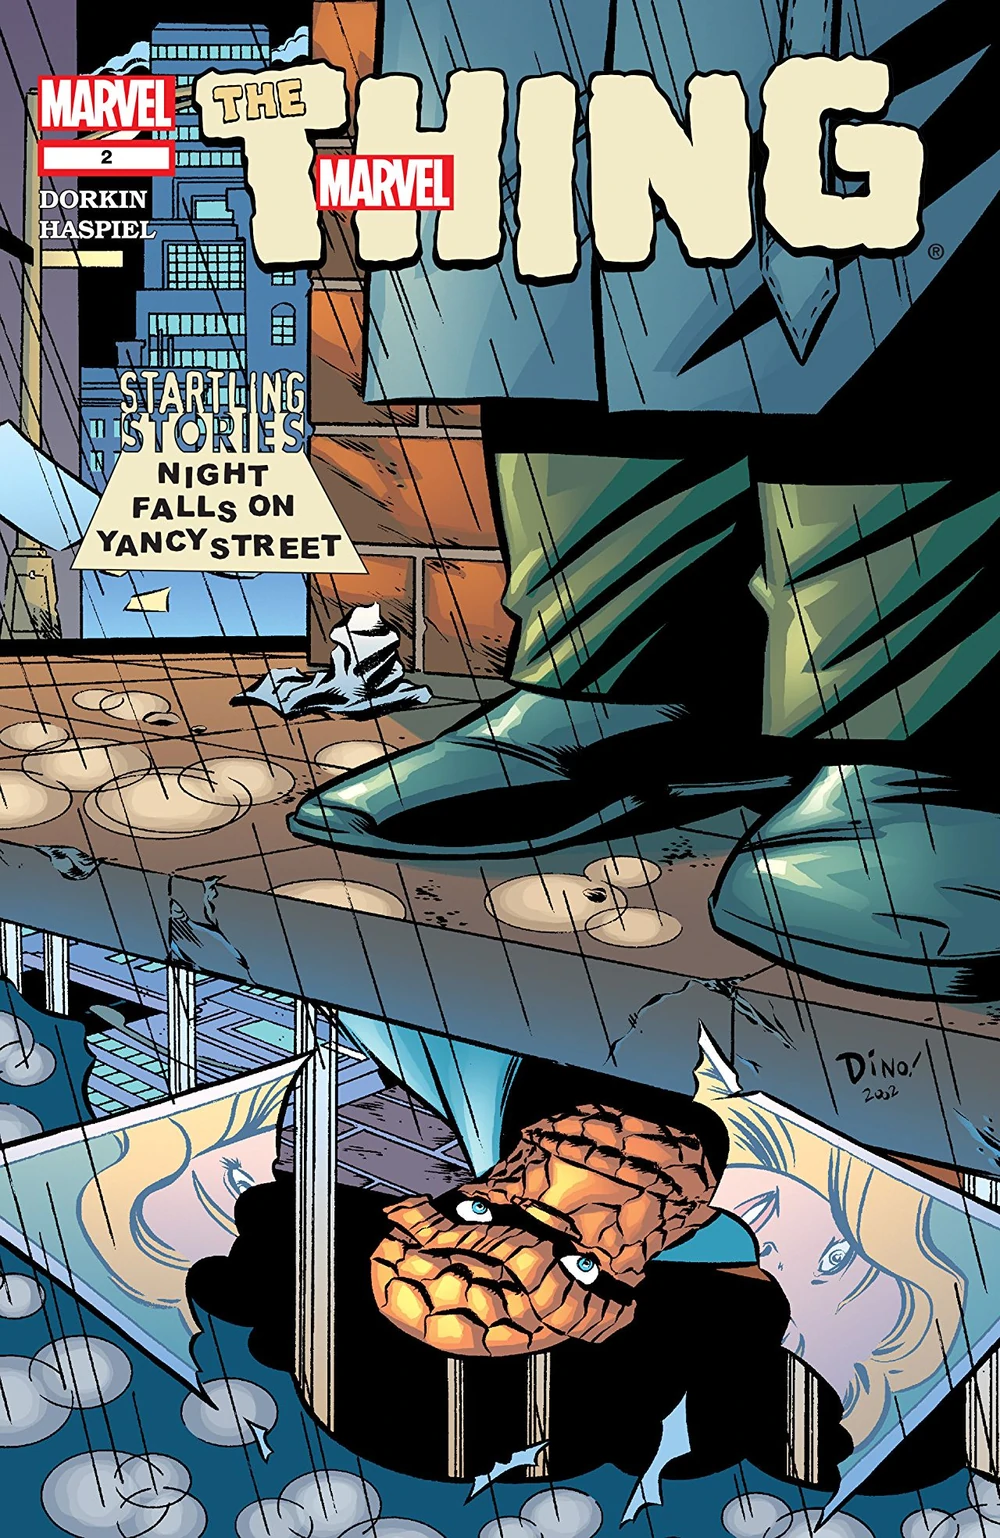 MARVEL
2
DORKIN
HASPIEL
THE
THING
MARVEL
®
STARTLING
STORIES
NIGHT
FALLS ON
YANCY STREET
DINO!
2002